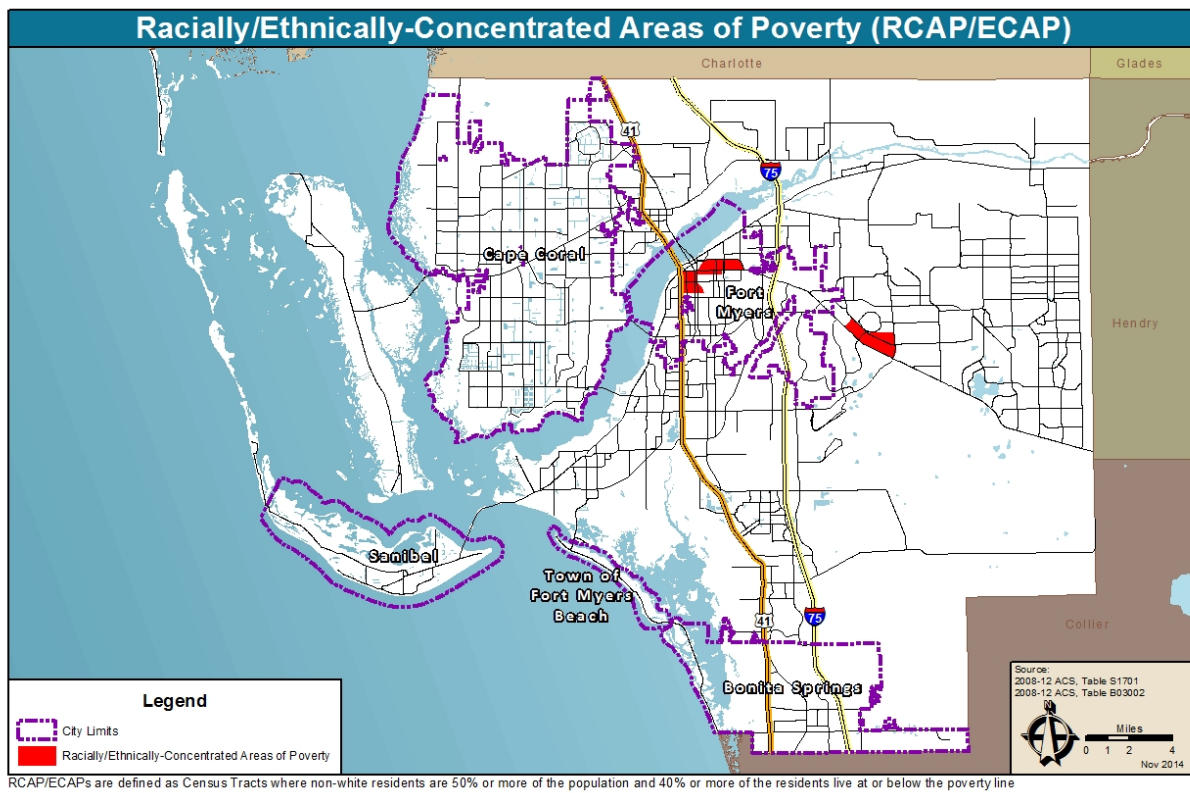 Racially/Ethnically-Concentrated Areas of Poverty (RCAP/ECAP)
Charlotte
Glades
41
75
Cape Coral
Fort
Myers
Hendry
Sanibel
Town of
Fort Myers
Beach
41
75
Collier
Bonita Springs
Legend
City Limits
Racially/Ethnically-Concentrated Areas of Poverty
Source:
2008-12 ACS, Table S1701
2008-12 ACS, Table B03002
N
Miles
0 1 2 4
Nov 2014
RCAP/ECAPs are defined as Census Tracts where non-white residents are 50% or more of the population and 40% or more of the residents live at or below the poverty line